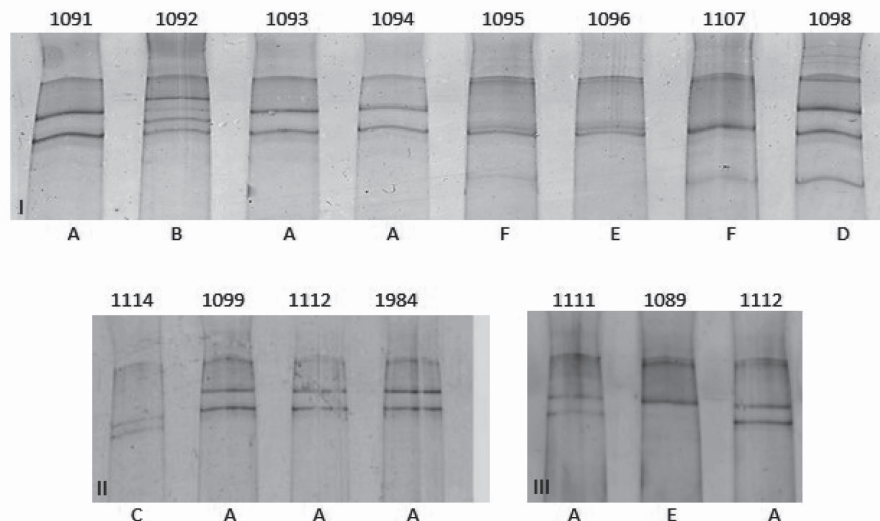 1091 1092 1093 1094 1095 1096 1107 1098
I
A B A A F E F D
1114 1099 1112 1984 1111 1089 1112
II III
C A A A A E A